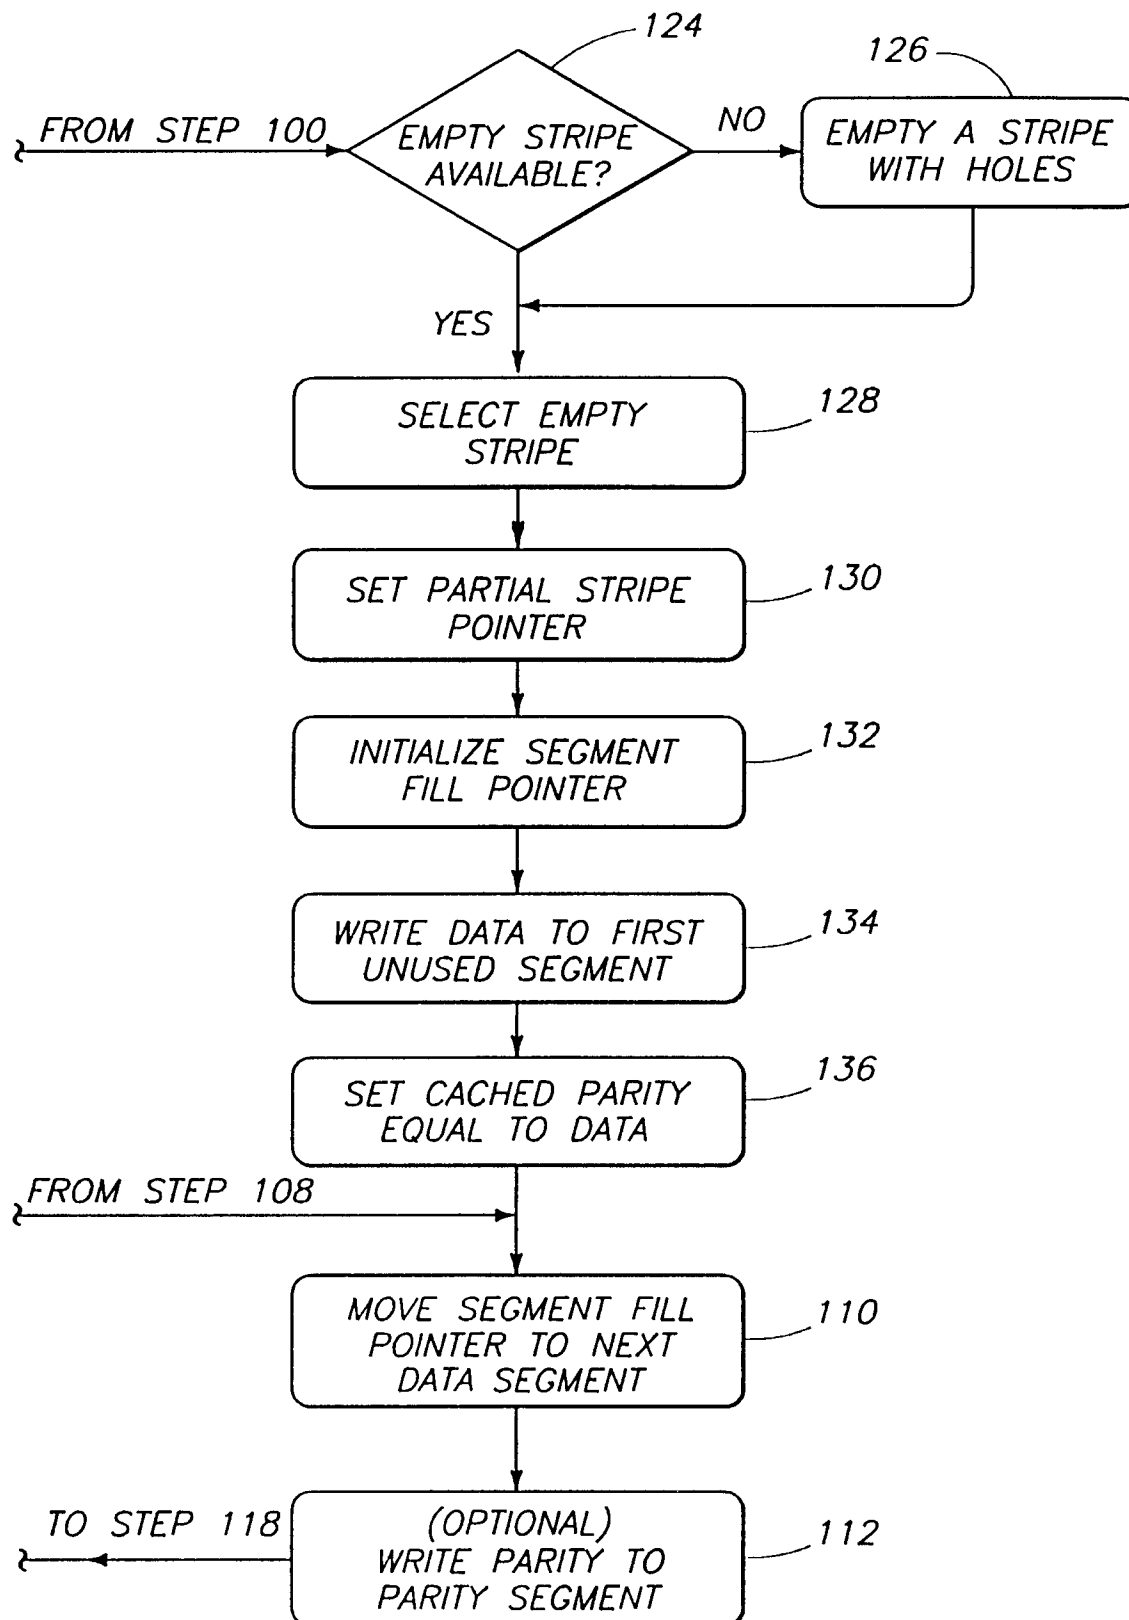 124
126
FROM STEP 100
EMPTY STRIPE
AVAILABLE?
NO
EMPTY A STRIPE
WITH HOLES
YES
SELECT EMPTY
STRIPE
128
SET PARTIAL STRIPE
POINTER
130
INITIALIZE SEGMENT
FILL POINTER
132
WRITE DATA TO FIRST
UNUSED SEGMENT
134
SET CACHED PARITY
EQUAL TO DATA
136
FROM STEP 108
MOVE SEGMENT FILL
POINTER TO NEXT
DATA SEGMENT
110
TO STEP 118
(OPTIONAL)
WRITE PARITY TO
PARITY SEGMENT
112